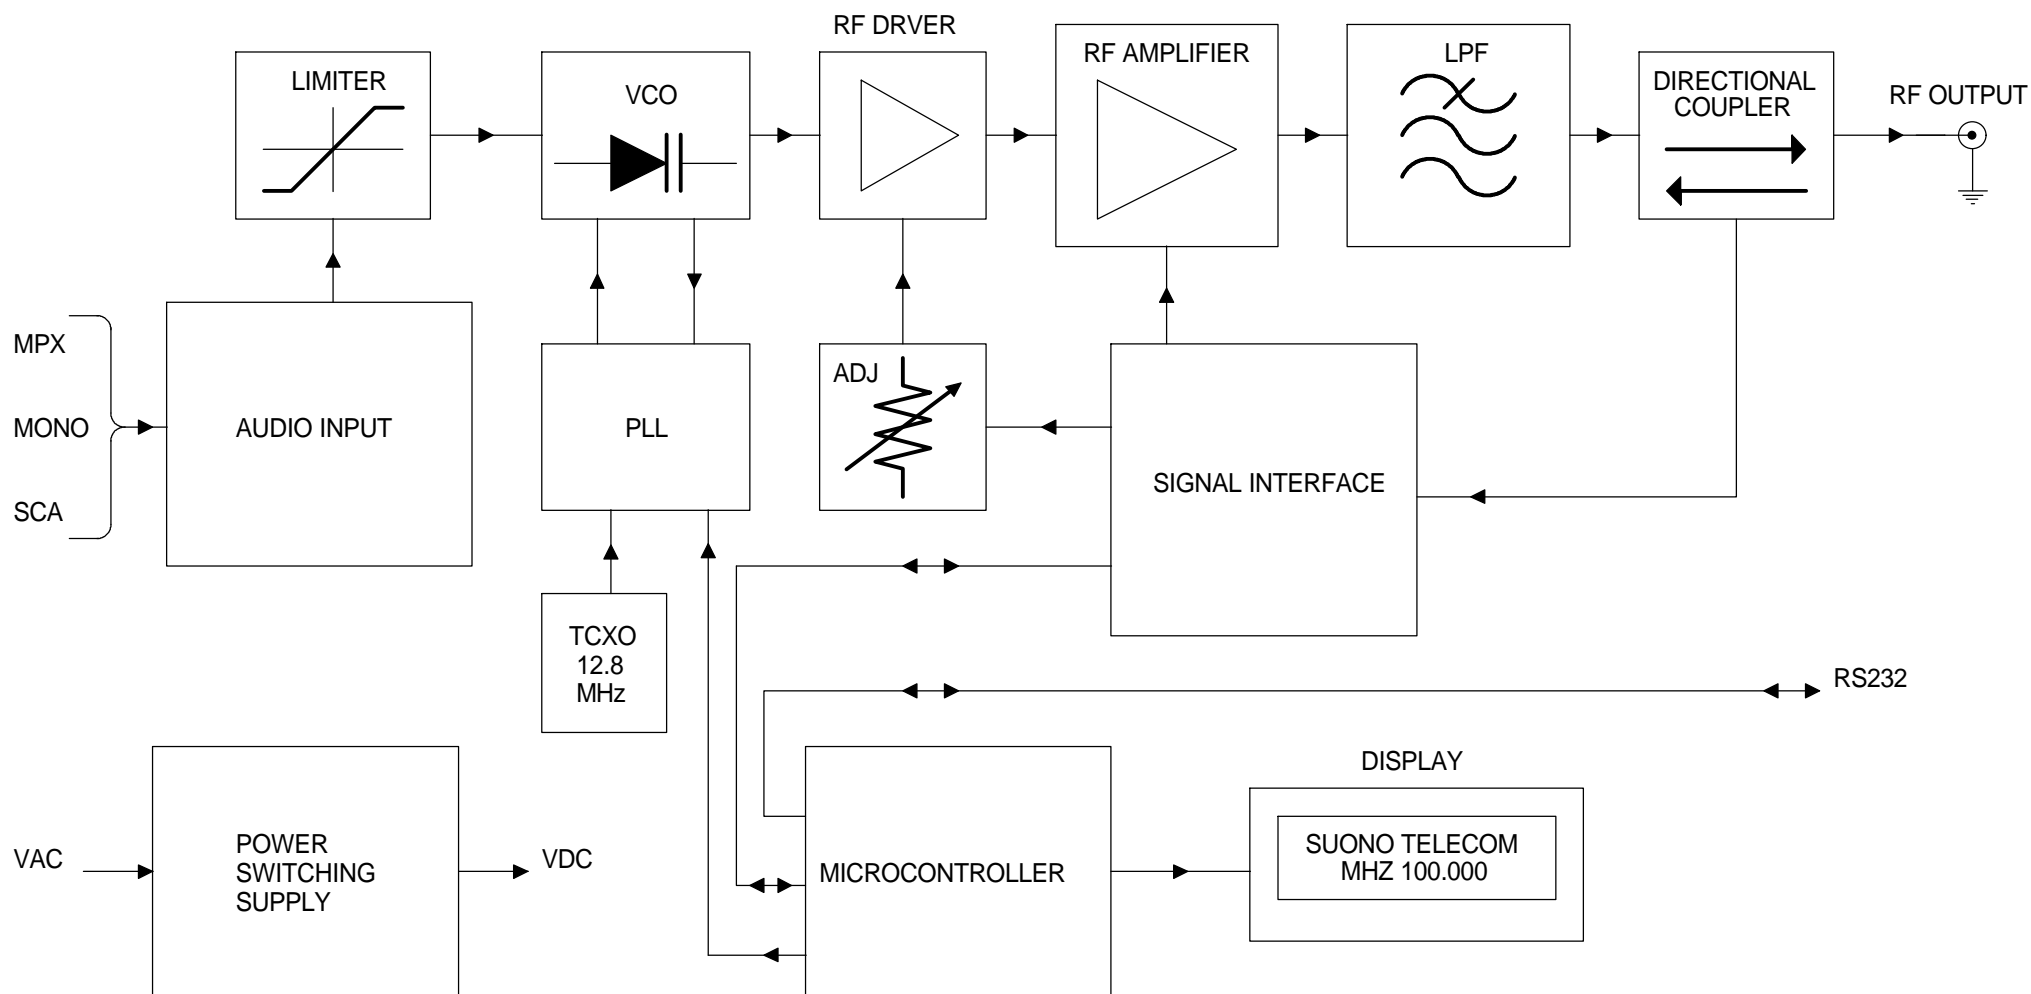 RF DRVER
LIMITER
VCO
RF AMPLIFIER
LPF
DIRECTIONAL
COUPLER
RF OUTPUT
MPX
MONO
SCA
AUDIO INPUT
PLL
ADJ
SIGNAL INTERFACE
TCXO
12.8
MHz
RS232
VAC
POWER
SWITCHING
SUPPLY
VDC
MICROCONTROLLER
DISPLAY
SUONO TELECOM
MHZ 100.000